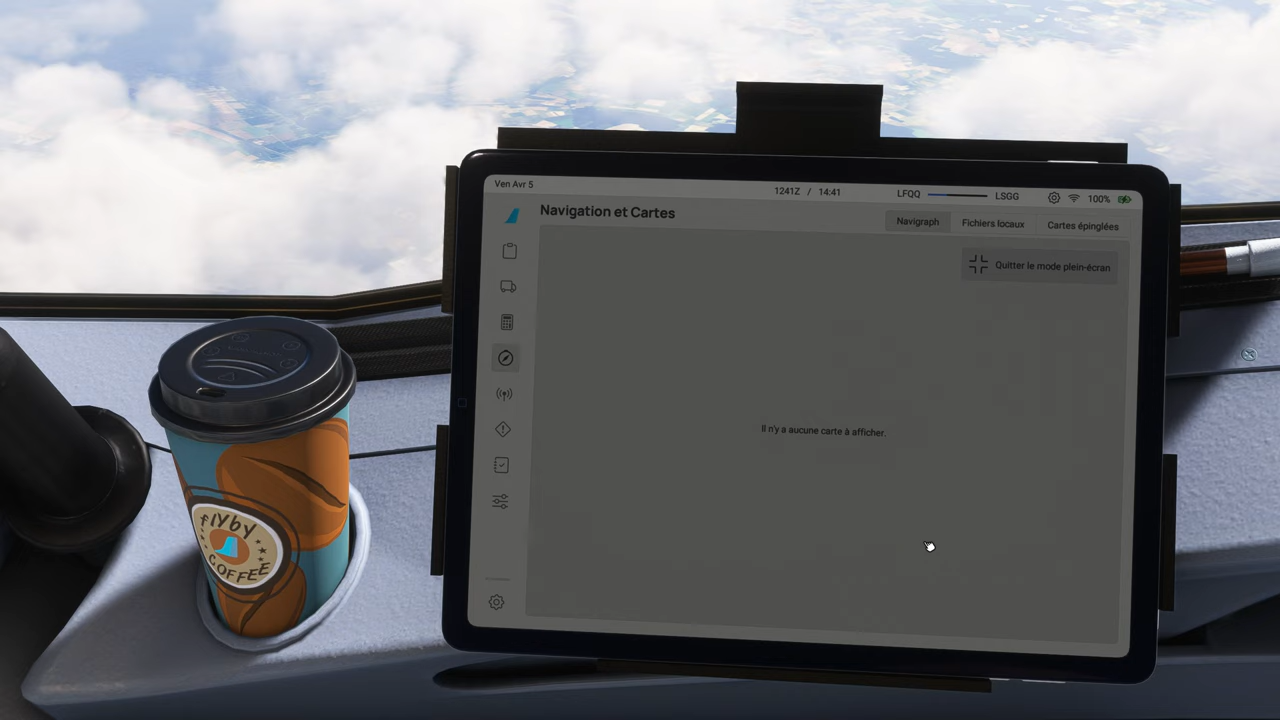 Ven Avr 5
1241Z / 14:41
LFQQ
LSGG
100%
Navigation et Cartes
Navigraph
Fichiers locaux
Cartes épinglées
Quitter le mode plein-écran
Il n'y a aucune carte à afficher.
flyby
COFFEE